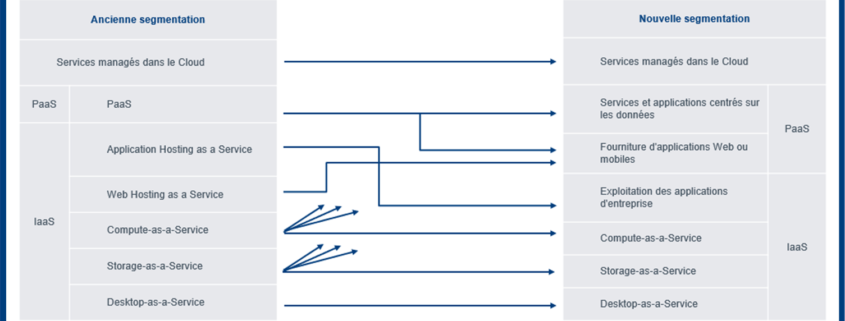 Ancienne segmentation
Nouvelle segmentation
Services managés dans le Cloud
Services managés dans le Cloud
PaaS
PaaS
Services et applications centrés sur
les données
PaaS
Application Hosting as a Service
Fourniture d'applications Web ou
mobiles
Web Hosting as a Service
Exploitation des applications
d'entreprise
IaaS
Compute-as-a-Service
Compute-as-a-Service
IaaS
Storage-as-a-Service
Storage-as-a-Service
Desktop-as-a-Service
Desktop-as-a-Service